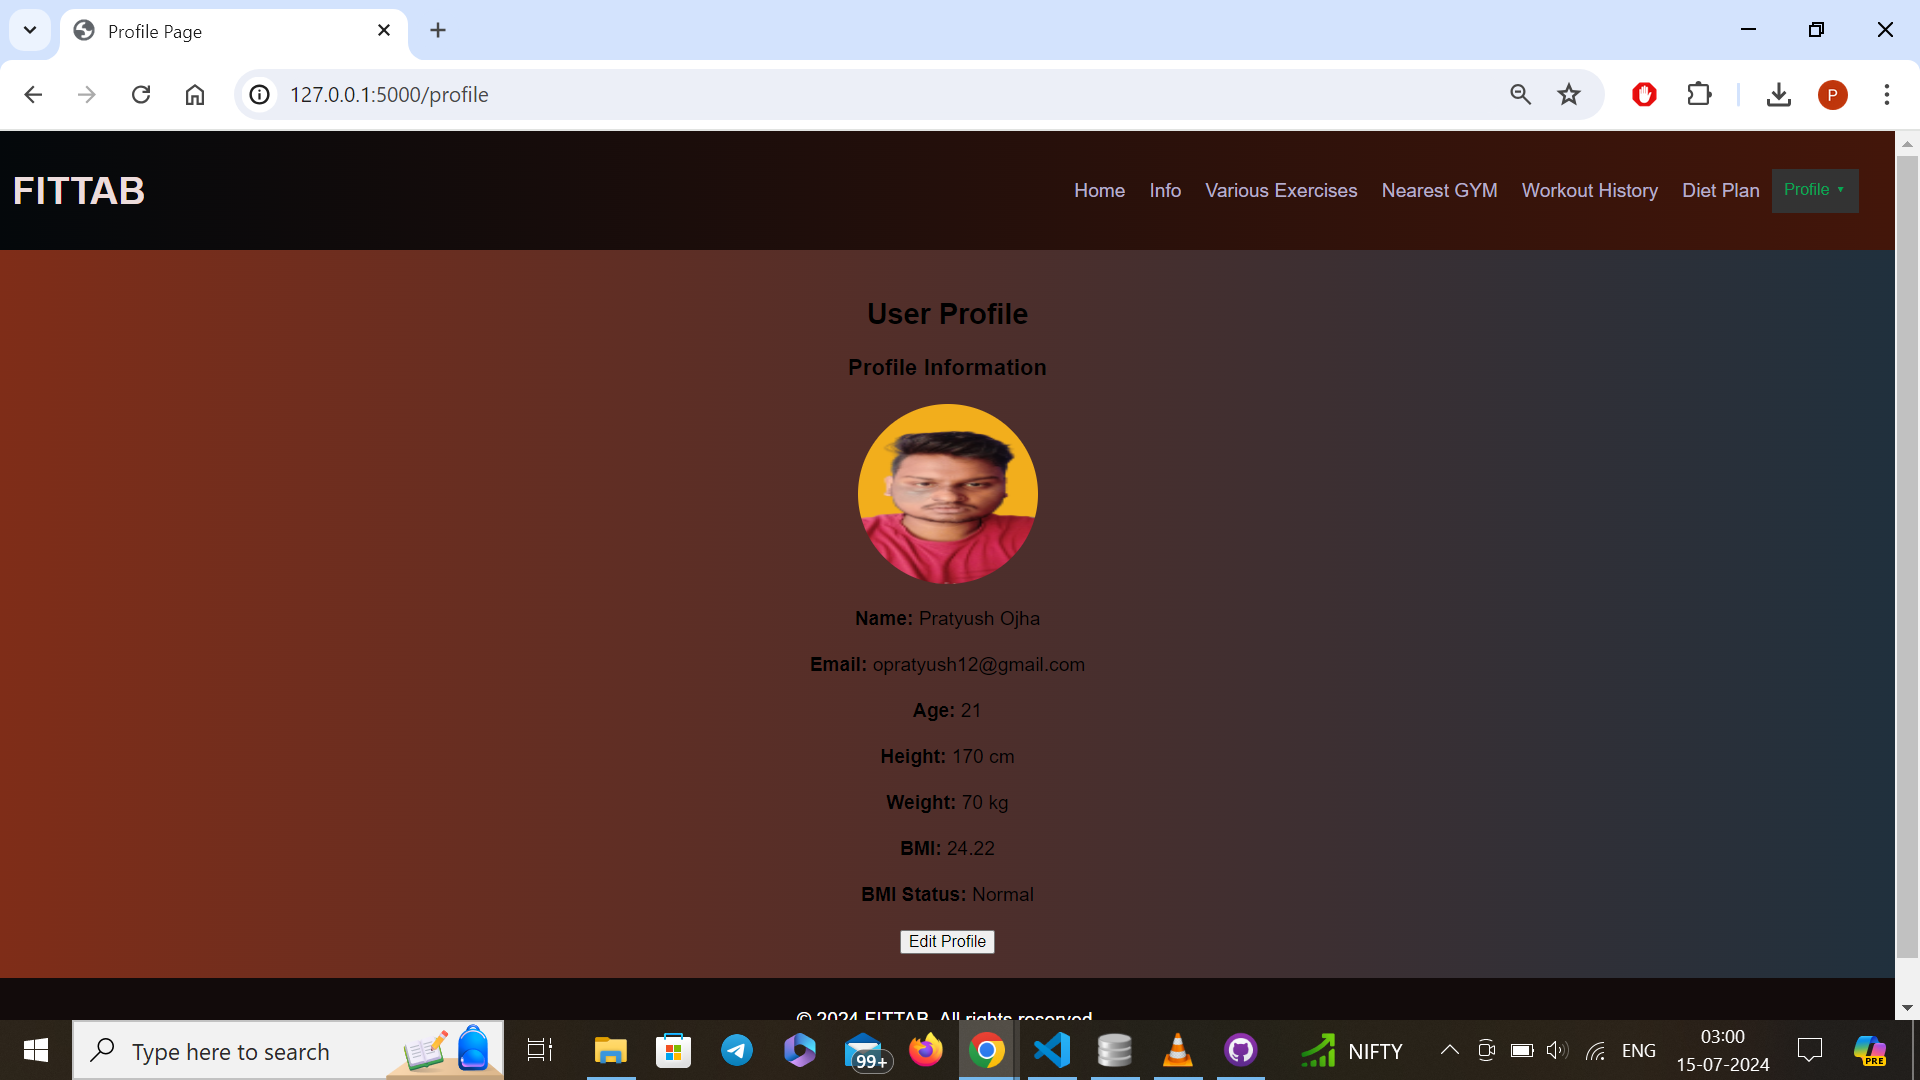 Profile Page
127.0.0.1:5000/profile
P
FITTAB
Home Info Various Exercises Nearest GYM Workout History Diet Plan Profile ▼
User Profile
Profile Information
Name: Pratyush Ojha
Email: opratyush12@gmail.com
Age: 21
Height: 170 cm
Weight: 70 kg
BMI: 24.22
BMI Status: Normal
Edit Profile
© 2024 FITTAB. All rights reserved.
Type here to search
99+
NIFTY
ENG
03:00
15-07-2024
PRE